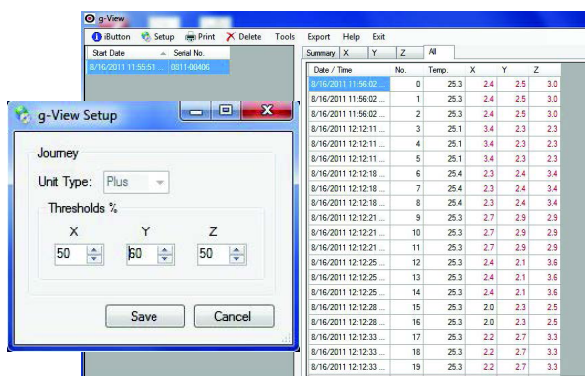 g-View
iButton Setup Print Delete Tools Export Help Exit
Start Date Serial No.
8/16/2011 11:55:51 ... 0811-00406
Summary X Y Z All
Date / Time No. Temp. X Y Z
8/16/2011 11:56:02 ... 0 25.3 2.4 2.5 3.0
8/16/2011 11:56:02 ... 1 25.3 2.4 2.5 3.0
8/16/2011 11:56:02 ... 2 25.3 2.4 2.5 3.0
8/16/2011 12:12:11 ... 3 25.1 3.4 2.3 2.3
8/16/2011 12:12:11 ... 4 25.1 3.4 2.3 2.3
8/16/2011 12:12:11 ... 5 25.1 3.4 2.3 2.3
8/16/2011 12:12:18 ... 6 25.4 2.3 2.4 3.4
8/16/2011 12:12:18 ... 7 25.4 2.3 2.4 3.4
8/16/2011 12:12:18 ... 8 25.4 2.3 2.4 3.4
8/16/2011 12:12:21 ... 9 25.3 2.7 2.9 2.9
8/16/2011 12:12:21 ... 10 25.3 2.7 2.9 2.9
8/16/2011 12:12:21 ... 11 25.3 2.7 2.9 2.9
8/16/2011 12:12:25 ... 12 25.3 2.4 2.1 3.6
8/16/2011 12:12:25 ... 13 25.3 2.4 2.1 3.6
8/16/2011 12:12:25 ... 14 25.3 2.4 2.1 3.6
8/16/2011 12:12:28 ... 15 25.3 2.0 2.3 2.5
8/16/2011 12:12:28 ... 16 25.3 2.0 2.3 2.5
8/16/2011 12:12:33 ... 17 25.3 2.2 2.7 3.3
8/16/2011 12:12:33 ... 18 25.3 2.2 2.7 3.3
8/16/2011 12:12:33 ... 19 25.3 2.2 2.7 3.3
g-View Setup
Journey
Unit Type: Plus
Thresholds %
X Y Z
50 60 50
Save Cancel